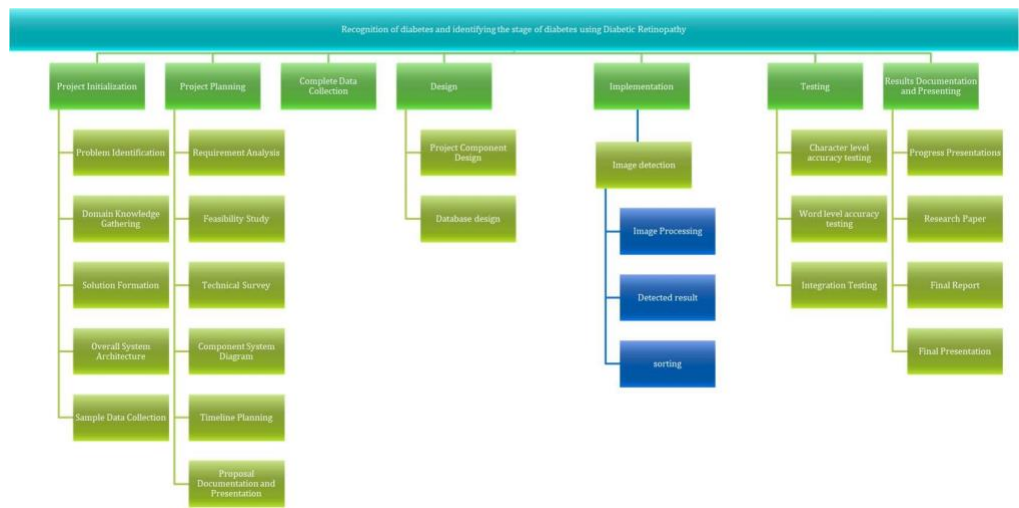 Recognition of diabetes and identifying the stage of diabetes using Diabetic Retinopathy
Project Initialization
Problem Identification
Domain Knowledge
Gathering
Solution Formation
Overall System
Architecture
Sample Data Collection
Project Planning
Requirement Analysis
Feasibility Study
Technical Survey
Component System
Diagram
Timeline Planning
Proposal
Documentation and
Presentation
Complete Data
Collection
Design
Project Component
Design
Database design
Implementation
Image detection
Image Processing
Detected result
sorting
Testing
Character level
accuracy testing
Word level accuracy
testing
Integration Testing
Results Documentation
and Presenting
Progress Presentations
Research Paper
Final Report
Final Presentation